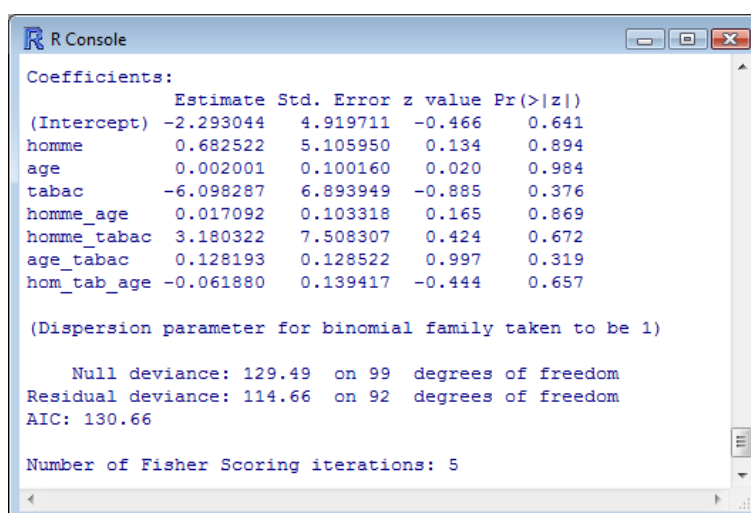 R Console
Coefficients:
Estimate Std. Error z value Pr(>|z|)
(Intercept) -2.293044 4.919711 -0.466 0.641
homme 0.682522 5.105950 0.134 0.894
age 0.002001 0.100160 0.020 0.984
tabac -6.098287 6.893949 -0.885 0.376
homme_age 0.017092 0.103318 0.165 0.869
homme_tabac 3.180322 7.508307 0.424 0.672
age_tabac 0.128193 0.128522 0.997 0.319
hom_tab_age -0.061880 0.139417 -0.444 0.657
(Dispersion parameter for binomial family taken to be 1)
Null deviance: 129.49 on 99 degrees of freedom
Residual deviance: 114.66 on 92 degrees of freedom
AIC: 130.66
Number of Fisher Scoring iterations: 5